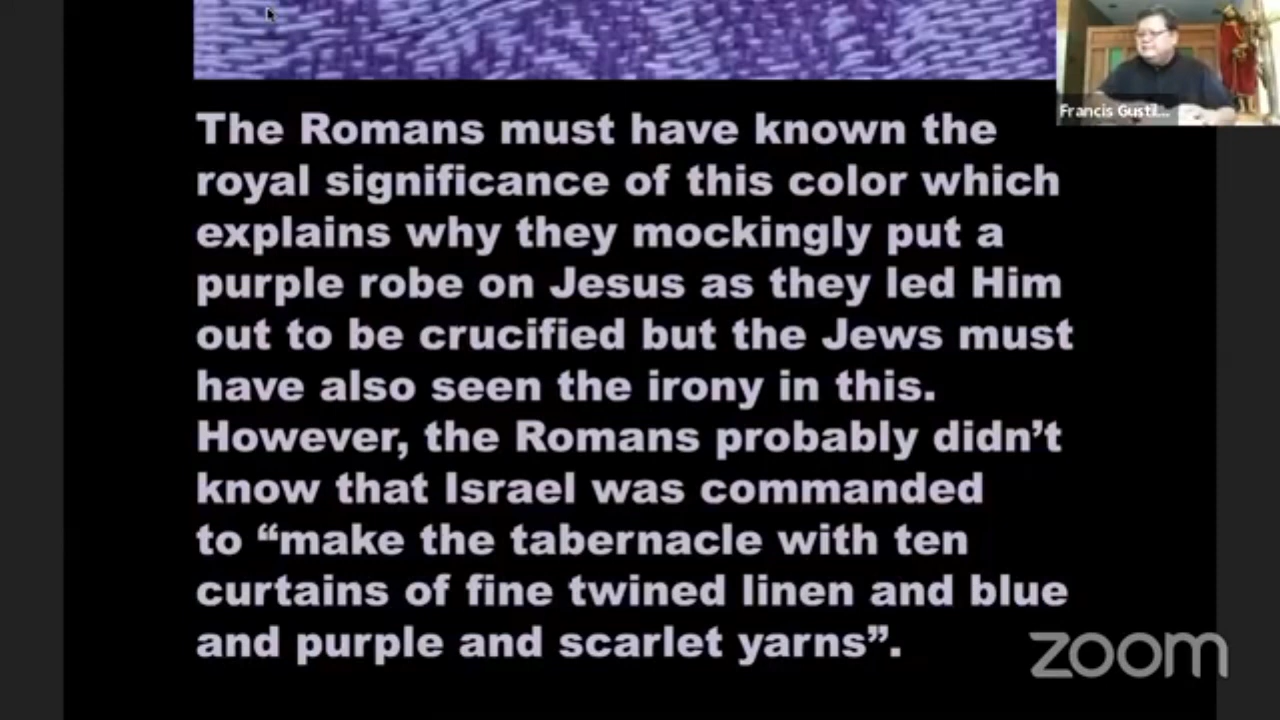 Francis Gustil...
The Romans must have known the
royal significance of this color which
explains why they mockingly put a
purple robe on Jesus as they led Him
out to be crucified but the Jews must
have also seen the irony in this.
However, the Romans probably didn’t
know that Israel was commanded
to “make the tabernacle with ten
curtains of fine twined linen and blue
and purple and scarlet yarns”.
zoom